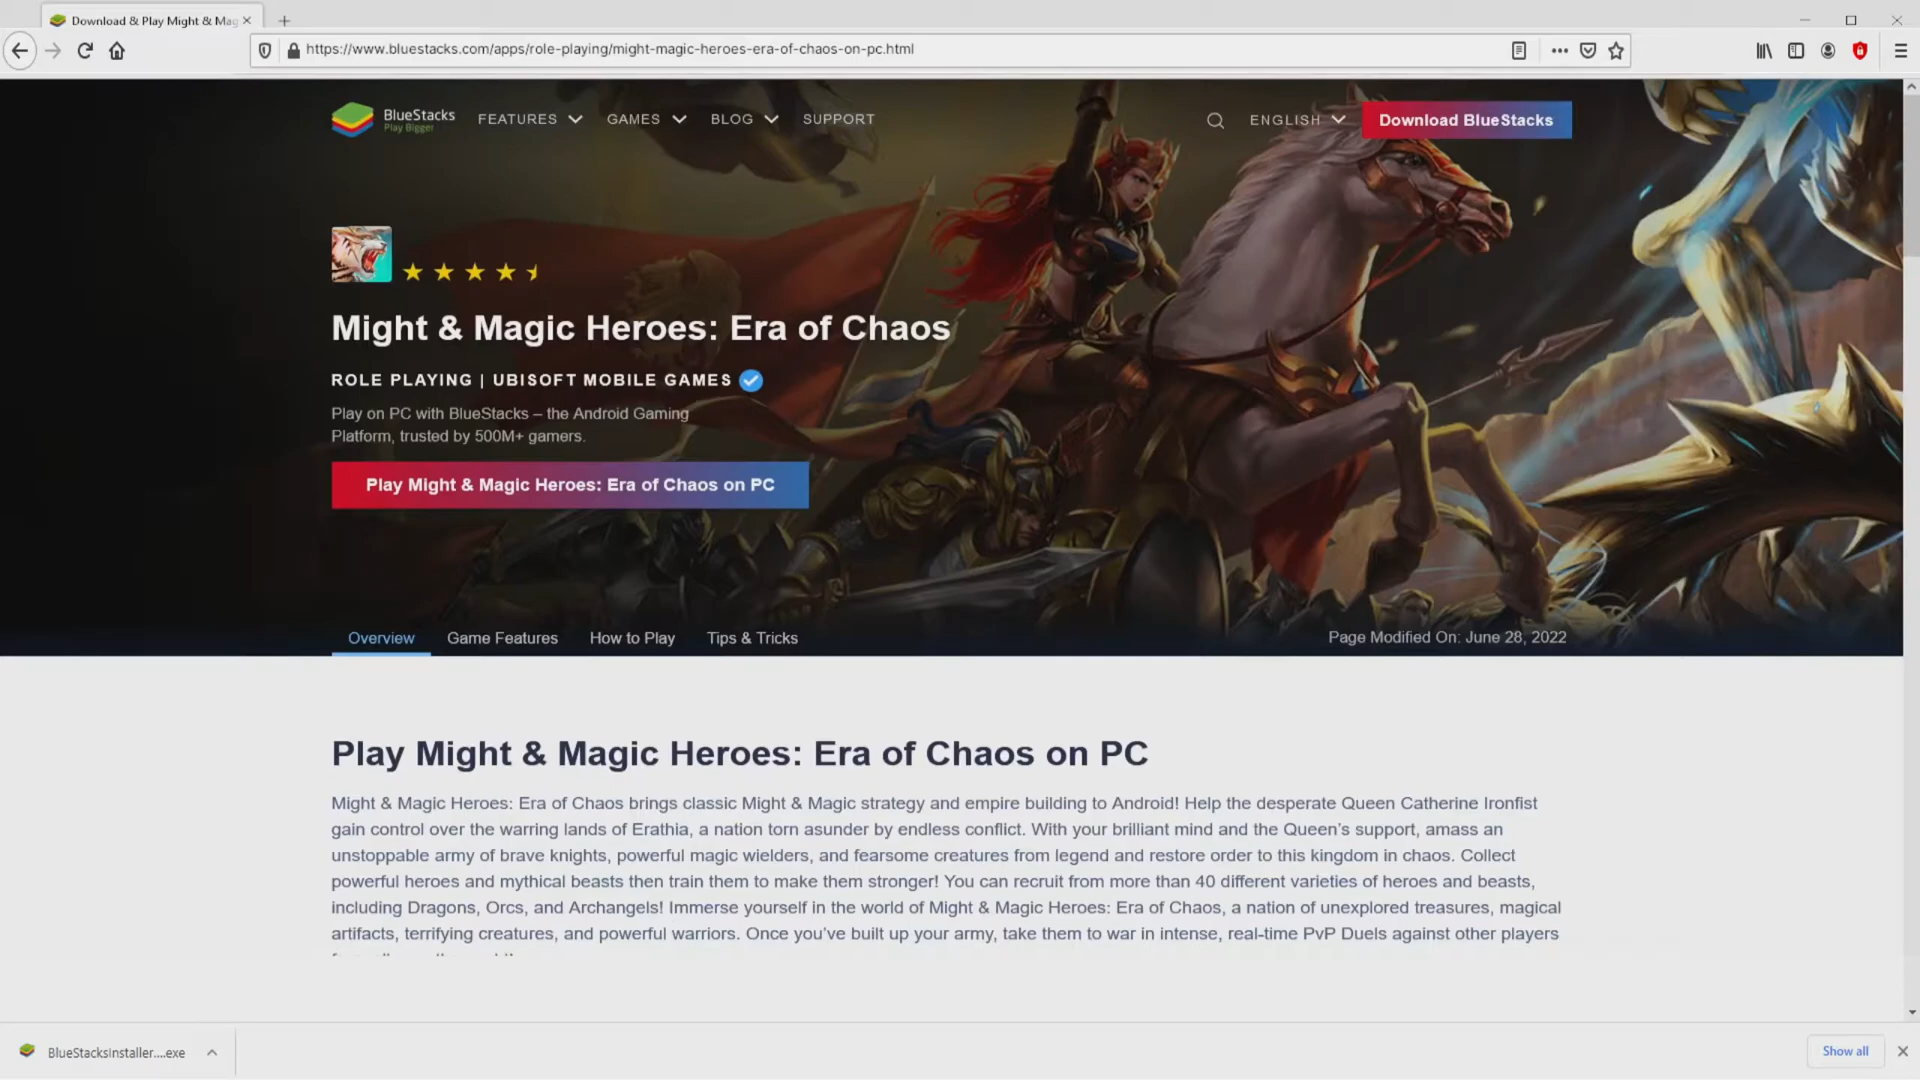 Download & Play Might & Mag
https://www.bluestacks.com/apps/role-playing/might-magic-heroes-era-of-chaos-on-pc.html
BlueStacks
Play Bigger
FEATURES
GAMES
BLOG
SUPPORT
ENGLISH
Download BlueStacks
Might & Magic Heroes: Era of Chaos
ROLE PLAYING | UBISOFT MOBILE GAMES
Play on PC with BlueStacks – the Android Gaming
Platform, trusted by 500M+ gamers.
Play Might & Magic Heroes: Era of Chaos on PC
Overview
Game Features
How to Play
Tips & Tricks
Page Modified On: June 28, 2022
Play Might & Magic Heroes: Era of Chaos on PC
Might & Magic Heroes: Era of Chaos brings classic Might & Magic strategy and empire building to Android! Help the desperate Queen Catherine Ironfist
gain control over the warring lands of Erathia, a nation torn asunder by endless conflict. With your brilliant mind and the Queen's support, amass an
unstoppable army of brave knights, powerful magic wielders, and fearsome creatures from legend and restore order to this kingdom in chaos. Collect
powerful heroes and mythical beasts then train them to make them stronger! You can recruit from more than 40 different varieties of heroes and beasts,
including Dragons, Orcs, and Archangels! Immerse yourself in the world of Might & Magic Heroes: Era of Chaos, a nation of unexplored treasures, magical
artifacts, terrifying creatures, and powerful warriors. Once you've built up your army, take them to war in intense, real-time PvP Duels against other players
BlueStacksInstaller....exe
Show all